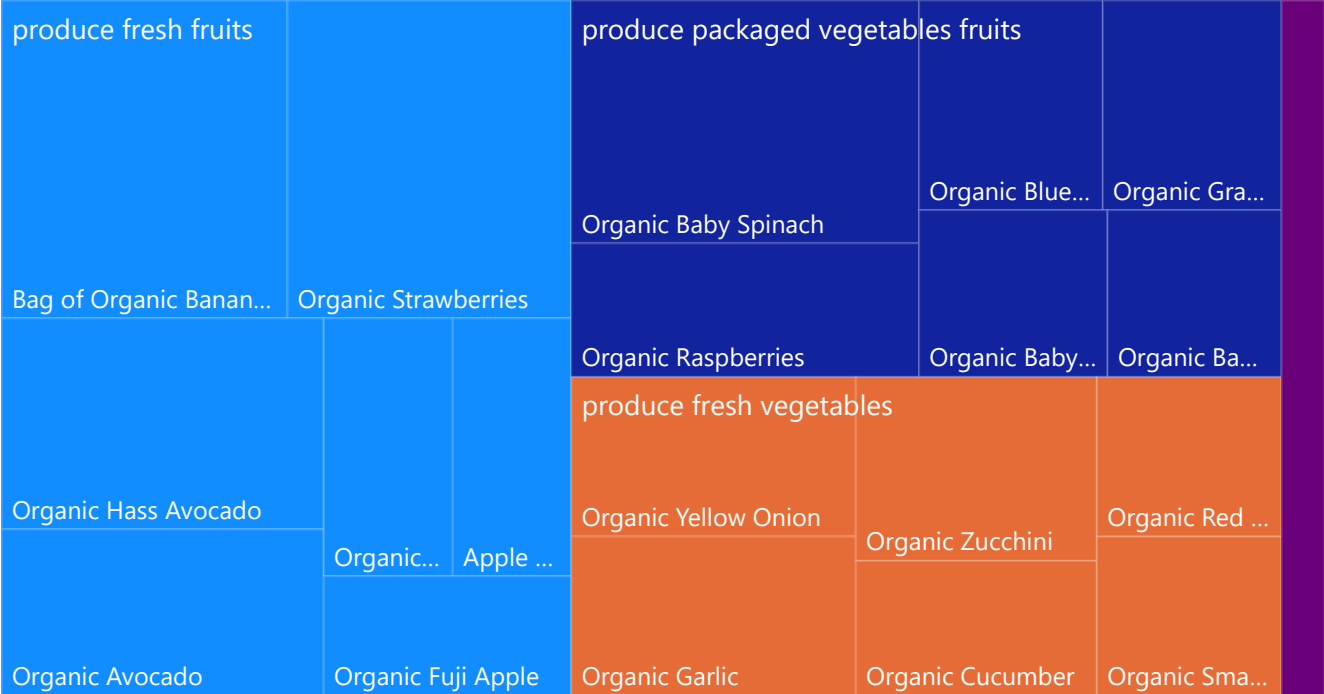 produce fresh fruits
Bag of Organic Banan...
Organic Strawberries
Organic Hass Avocado
Organic...
Apple ...
Organic Avocado
Organic Fuji Apple
produce packaged vegetables fruits
Organic Baby Spinach
Organic Blue...
Organic Gra...
Organic Raspberries
Organic Baby...
Organic Ba...
produce fresh vegetables
Organic Yellow Onion
Organic Zucchini
Organic Red ...
Organic Garlic
Organic Cucumber
Organic Sma...